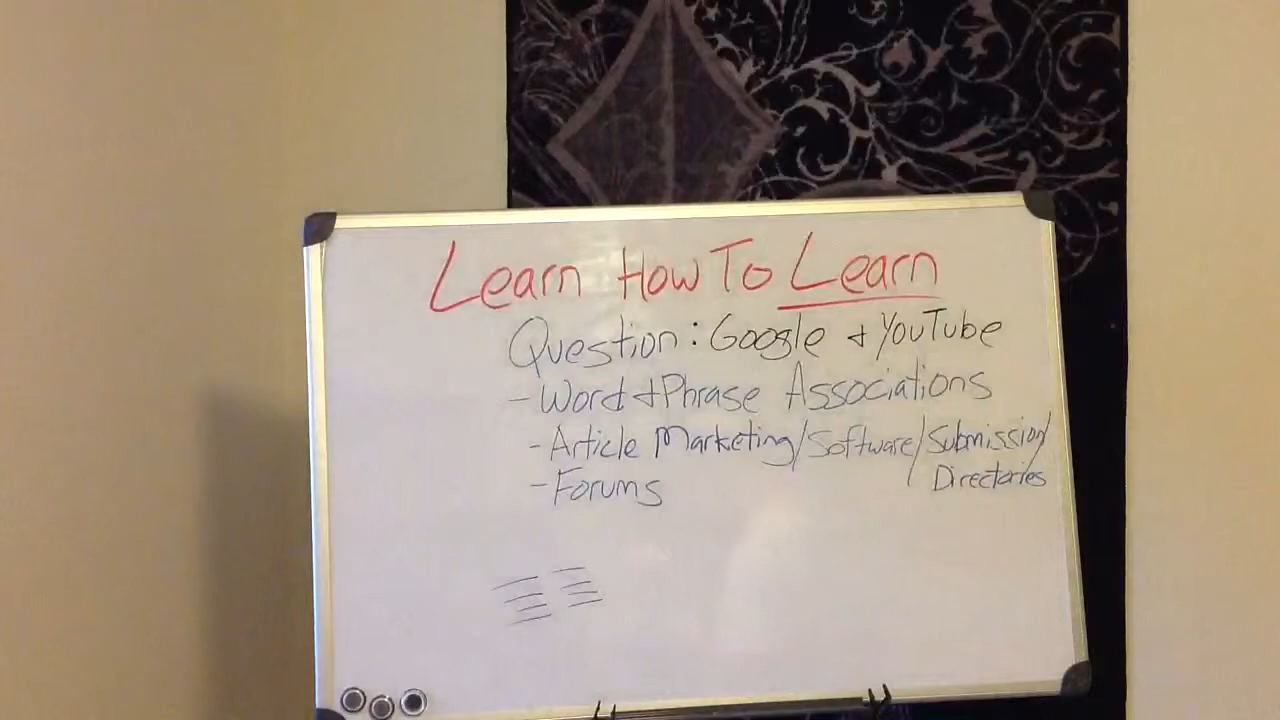 Learn How To Learn
Question: Google & YouTube
- Word & Phrase Associations
- Article Marketing/Software/Submission/
Directories
- Forums